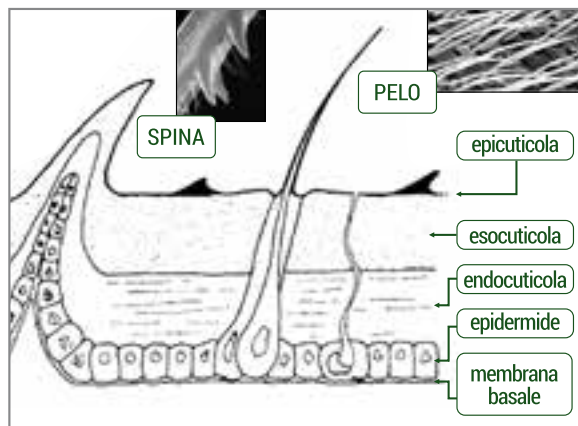 SPINA
PELO
epicuticola
esocuticola
endocuticola
epidermide
membrana
basale